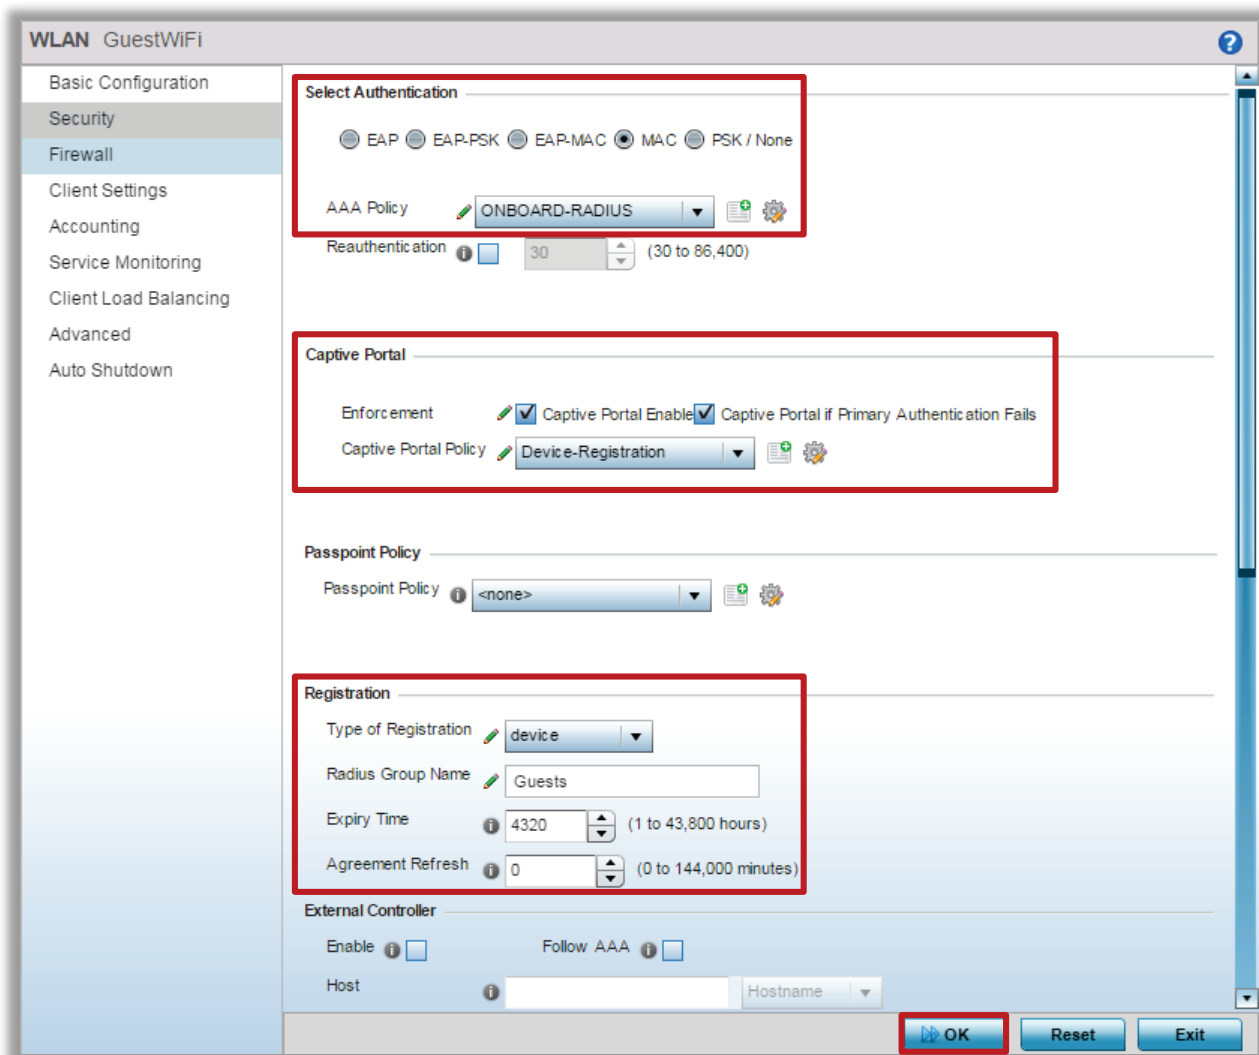 WLAN GuestWiFi
?
Basic Configuration
Security
Firewall
Client Settings
Accounting
Service Monitoring
Client Load Balancing
Advanced
Auto Shutdown
Select Authentication
EAP EAP-PSK EAP-MAC MAC PSK / None
AAA Policy ONBOARD-RADIUS
Reauthentication 30 (30 to 86,400)
Captive Portal
Enforcement Captive Portal Enable Captive Portal if Primary Authentication Fails
Captive Portal Policy Device-Registration
Passpoint Policy
Passpoint Policy <none>
Registration
Type of Registration device
Radius Group Name Guests
Expiry Time 4320 (1 to 43,800 hours)
Agreement Refresh 0 (0 to 144,000 minutes)
External Controller
Enable Follow AAA
Host Hostname
OK Reset Exit